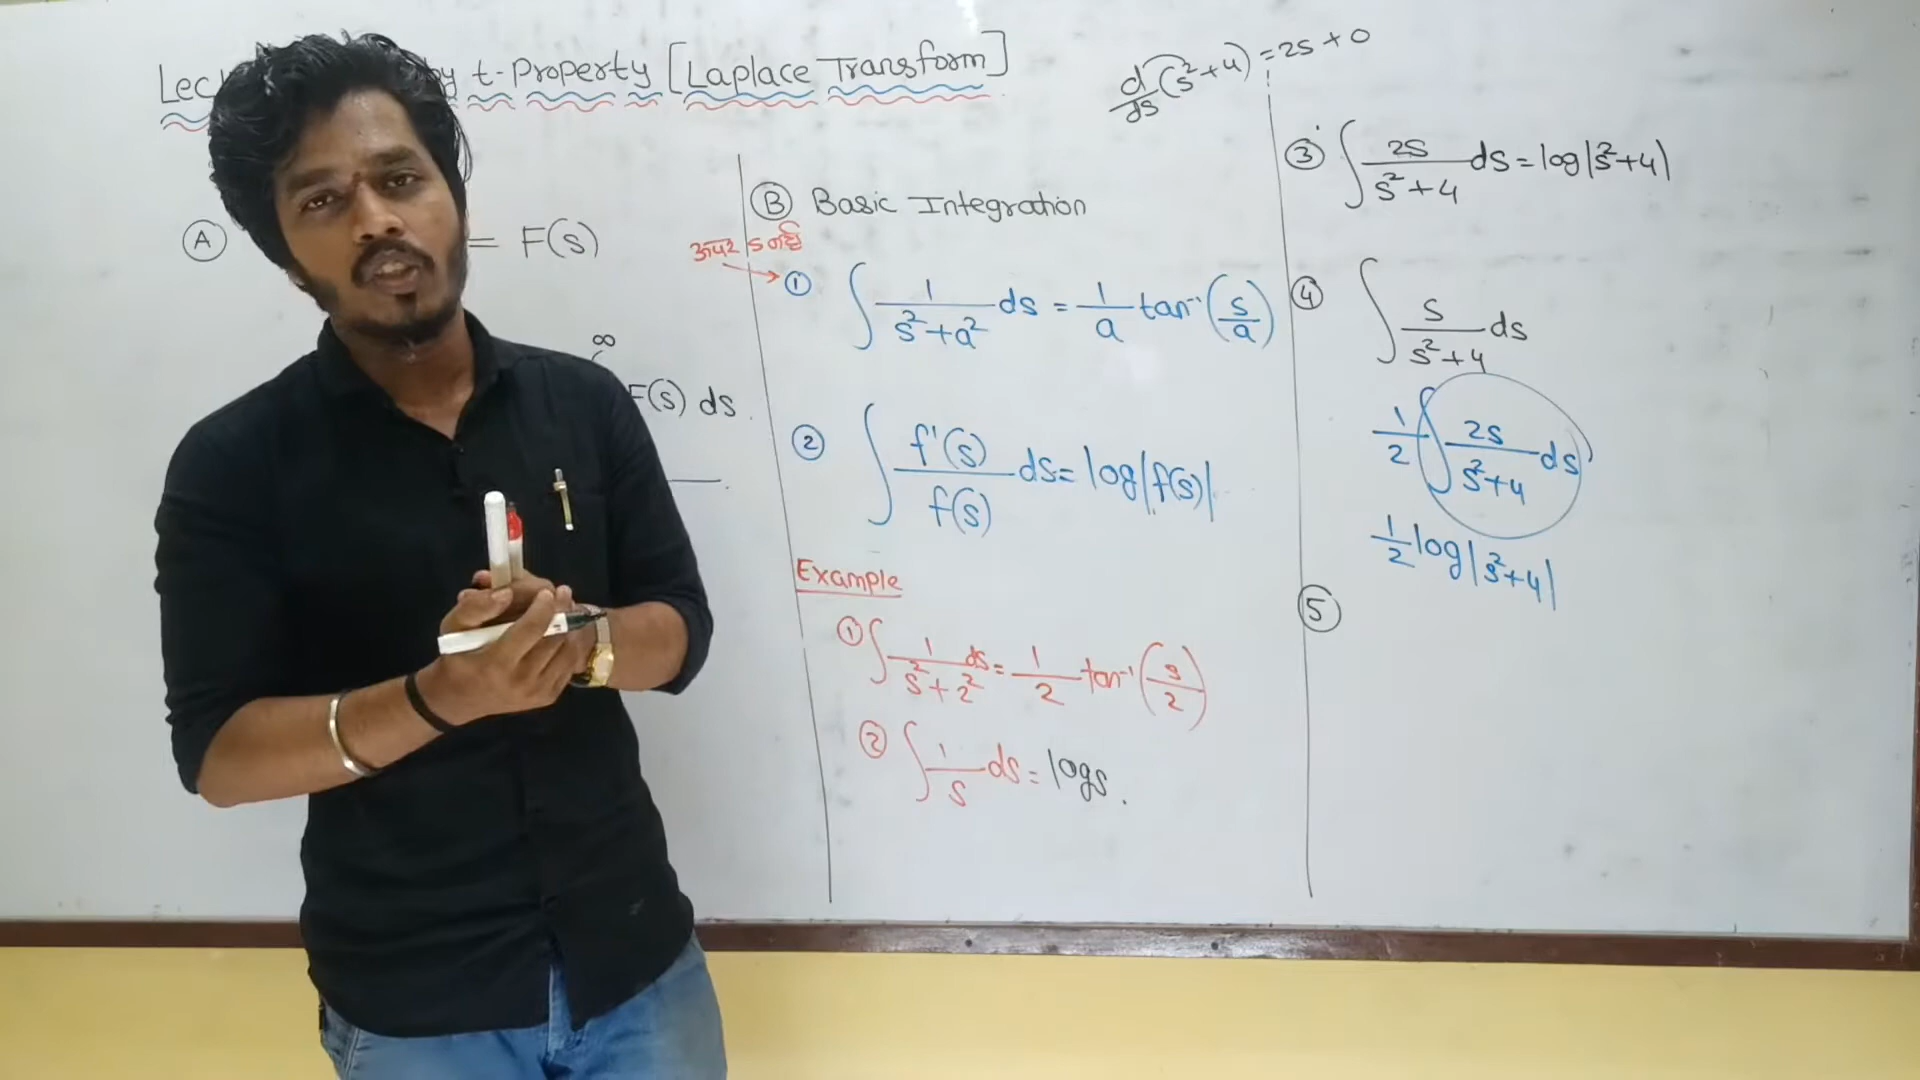 Lec by t-Property [Laplace Transform]
Ⓐ = F(s)
∞
F(s) ds.
Ⓑ Basic Integration
ऊपर s नहीं
① ∫ 1/(s²+a²) ds = 1/a tan⁻¹(s/a)
② ∫ f'(s)/f(s) ds = log|f(s)|
Example
① ∫ 1/(s²+2²) ds = 1/2 tan⁻¹(s/2)
② ∫ 1/s ds = logs.
d/ds (s²+4) = 2s+0
③ ∫ 2s/(s²+4) ds = log|s²+4|
④ ∫ s/(s²+4) ds
1/2 ∫ 2s/(s²+4) ds
1/2 log|s²+4|
⑤